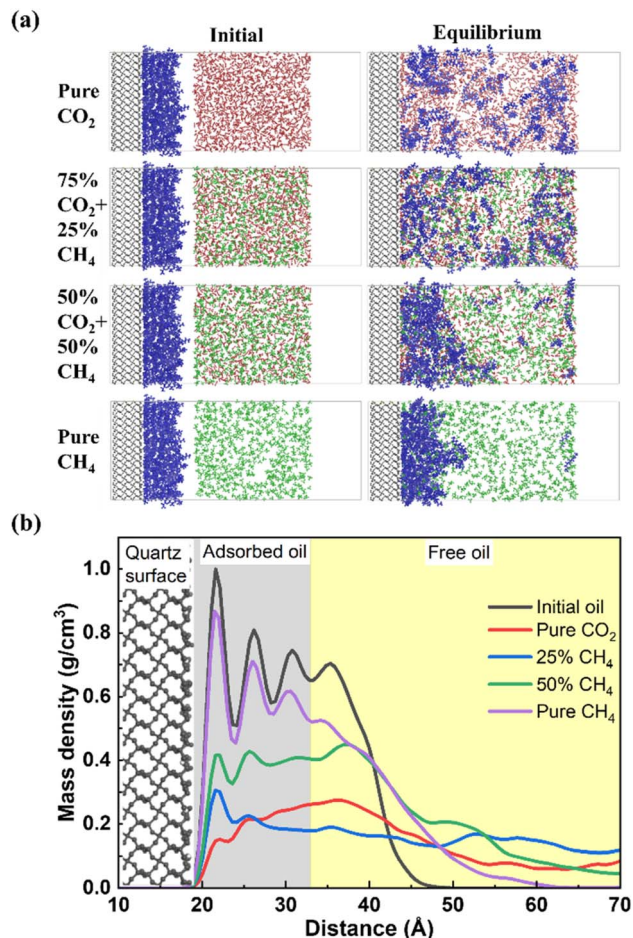 (a)
Initial
Equilibrium
Pure
CO₂
75%
CO₂+
25%
CH₄
50%
CO₂+
50%
CH₄
Pure
CH₄
(b)
Quartz
surface
Adsorbed oil
Free oil
Initial oil
Pure CO₂
25% CH₄
50% CH₄
Pure CH₄
Mass density (g/cm³)
1.0
0.8
0.6
0.4
0.2
0.0
10 20 30 40 50 60 70
Distance (Å)